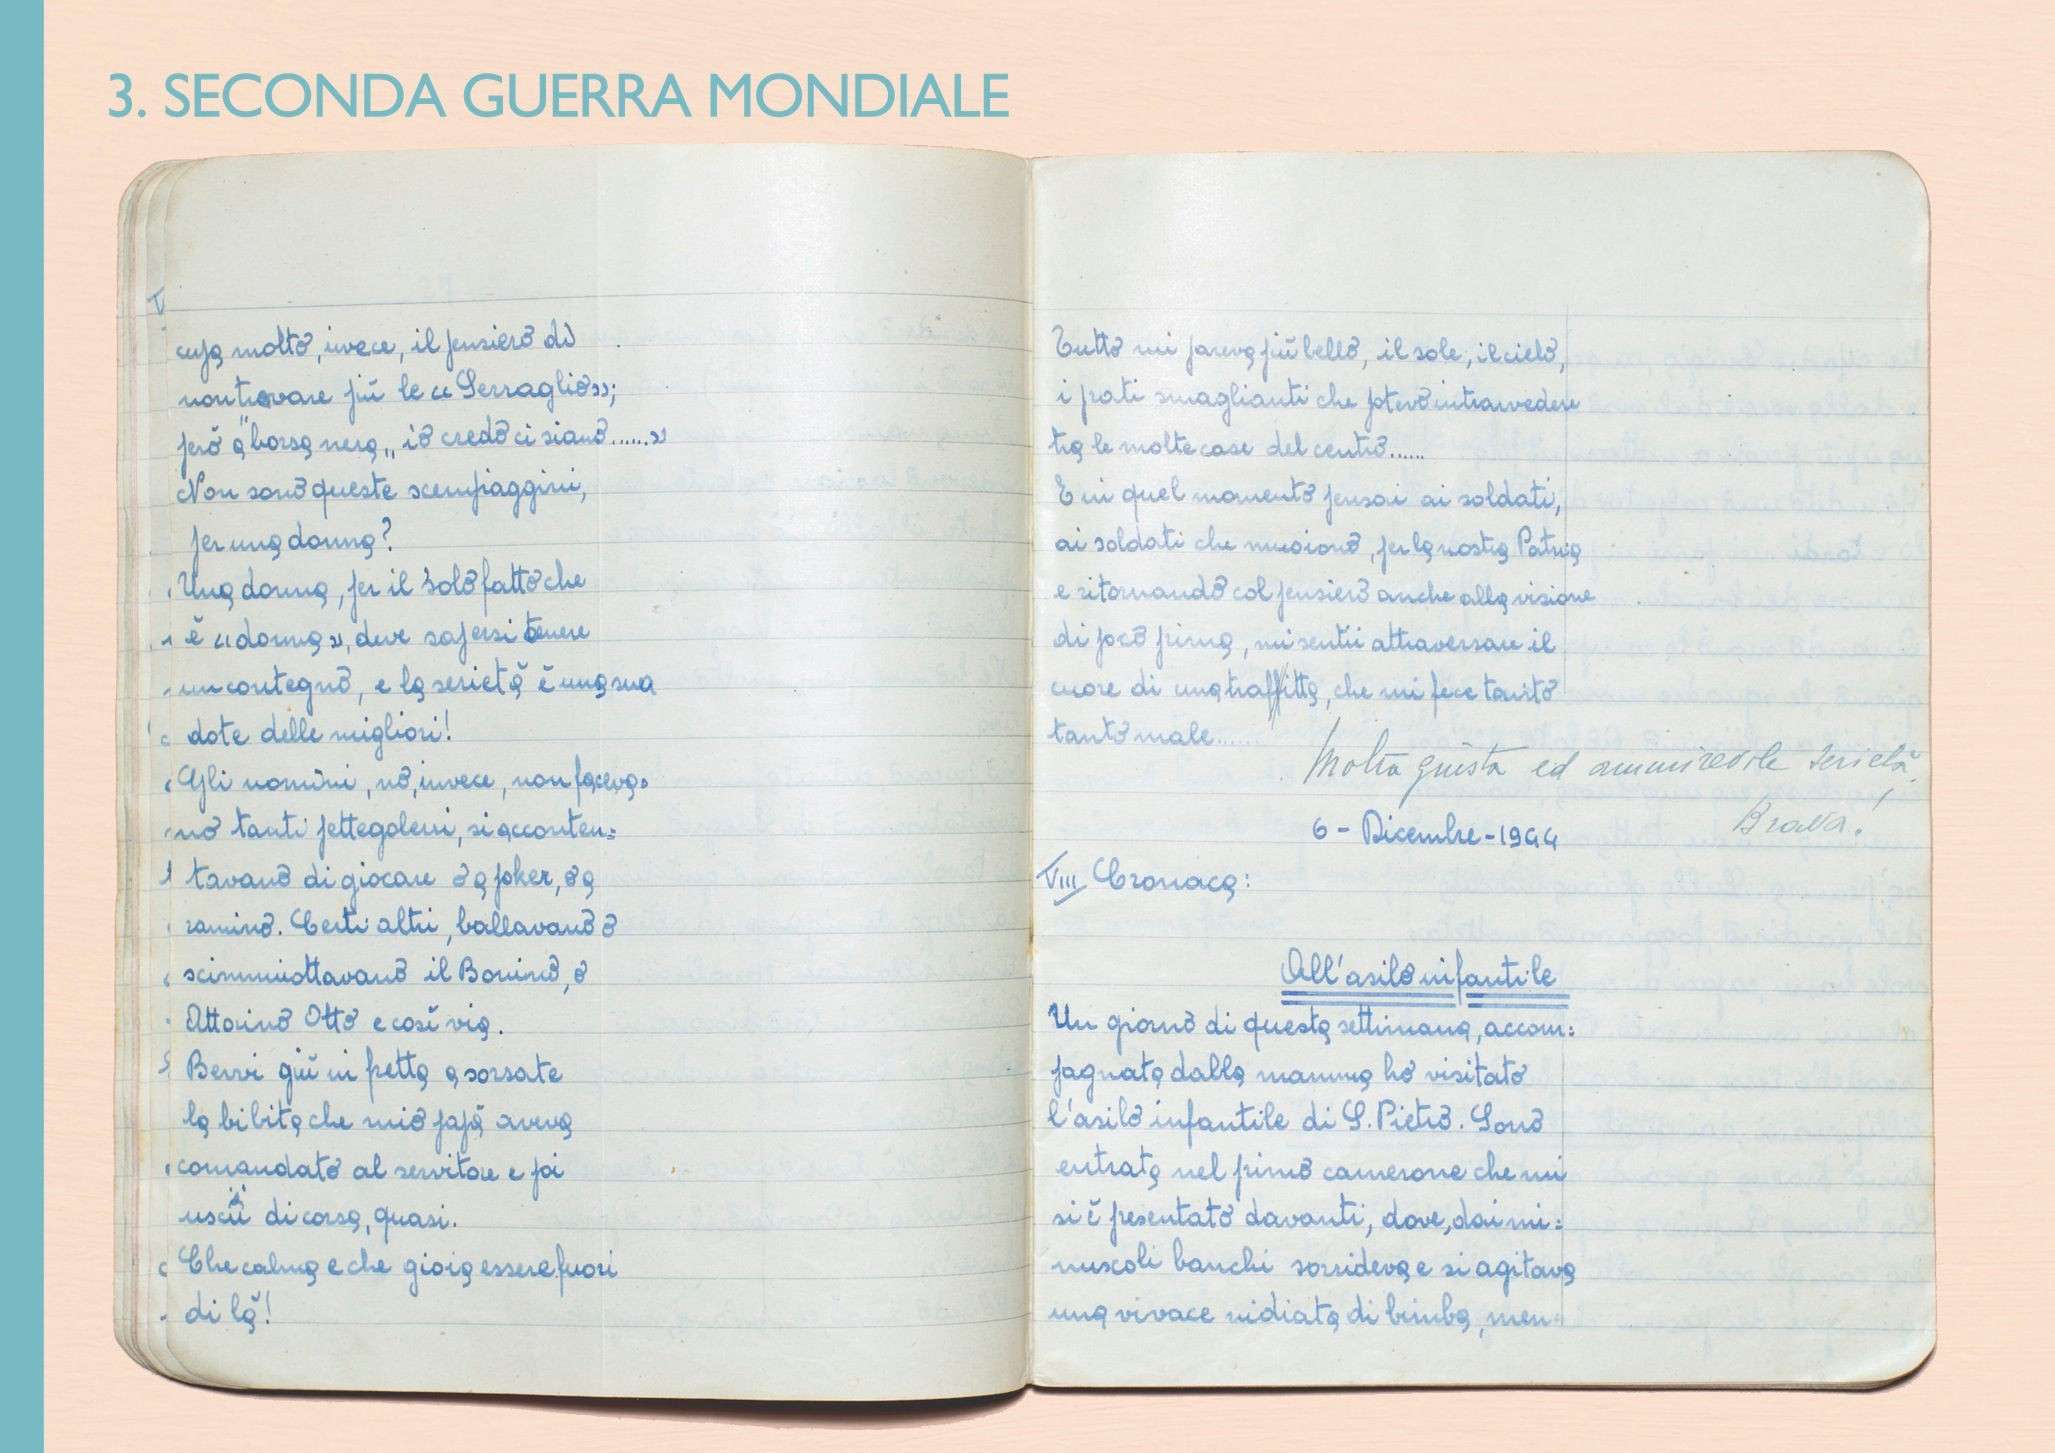 3. SECONDA GUERRA MONDIALE
cupa molto, invece, il pensiero di
non trovare più le « Serraglio»;
però a "borsa nera„ io credo ci siano......»
Non sono queste scempiaggini,
per una donna?
Una donna, per il solo fatto che
è «donna», deve sapersi tenere
un contegno, e la serietà è una sua
dote delle migliori!
Gli uomini, no, invece, non faceva=
no tanti pettegolezzi, si acconten=
tavano di giocare o a poker, o a
ramino. Certi altri, ballavano o
scimmiottavano il Bonino, o
Attorino Otto e così via.
Bevvi giù in fretta a sorsate
la bibita che mio papà aveva
comandato al servitore e poi
uscii di corsa, quasi.
Che calma e che gioia essere fuori
di là!
Tutto mi pareva più bello, il sole, il cielo,
i prati smaglianti che potevo intravvedere
tra le molte case del centro......
E in quel momento pensai ai soldati,
ai soldati che muoiono, per la nostra Patria
e ritornando col pensiero anche alla visione
di poco prima, mi sentii attraversare il
cuore di una traffitta, che mi fece tanto
tanto male......
Molta giusta ed ammirevole serietà.
Brava!
6 - Dicembre - 1944
VIII Cronaca:
All'asilo infantile
Un giorno di questa settimana, accom=
pagnata dalla mamma ho visitato
l'asilo infantile di S. Pietro. Sono
entrata nel primo camerone che mi
si è presentato davanti, dove, dai mi=
nuscoli banchi sorrideva e si agitava
una vivace nidiata di bimba, men=